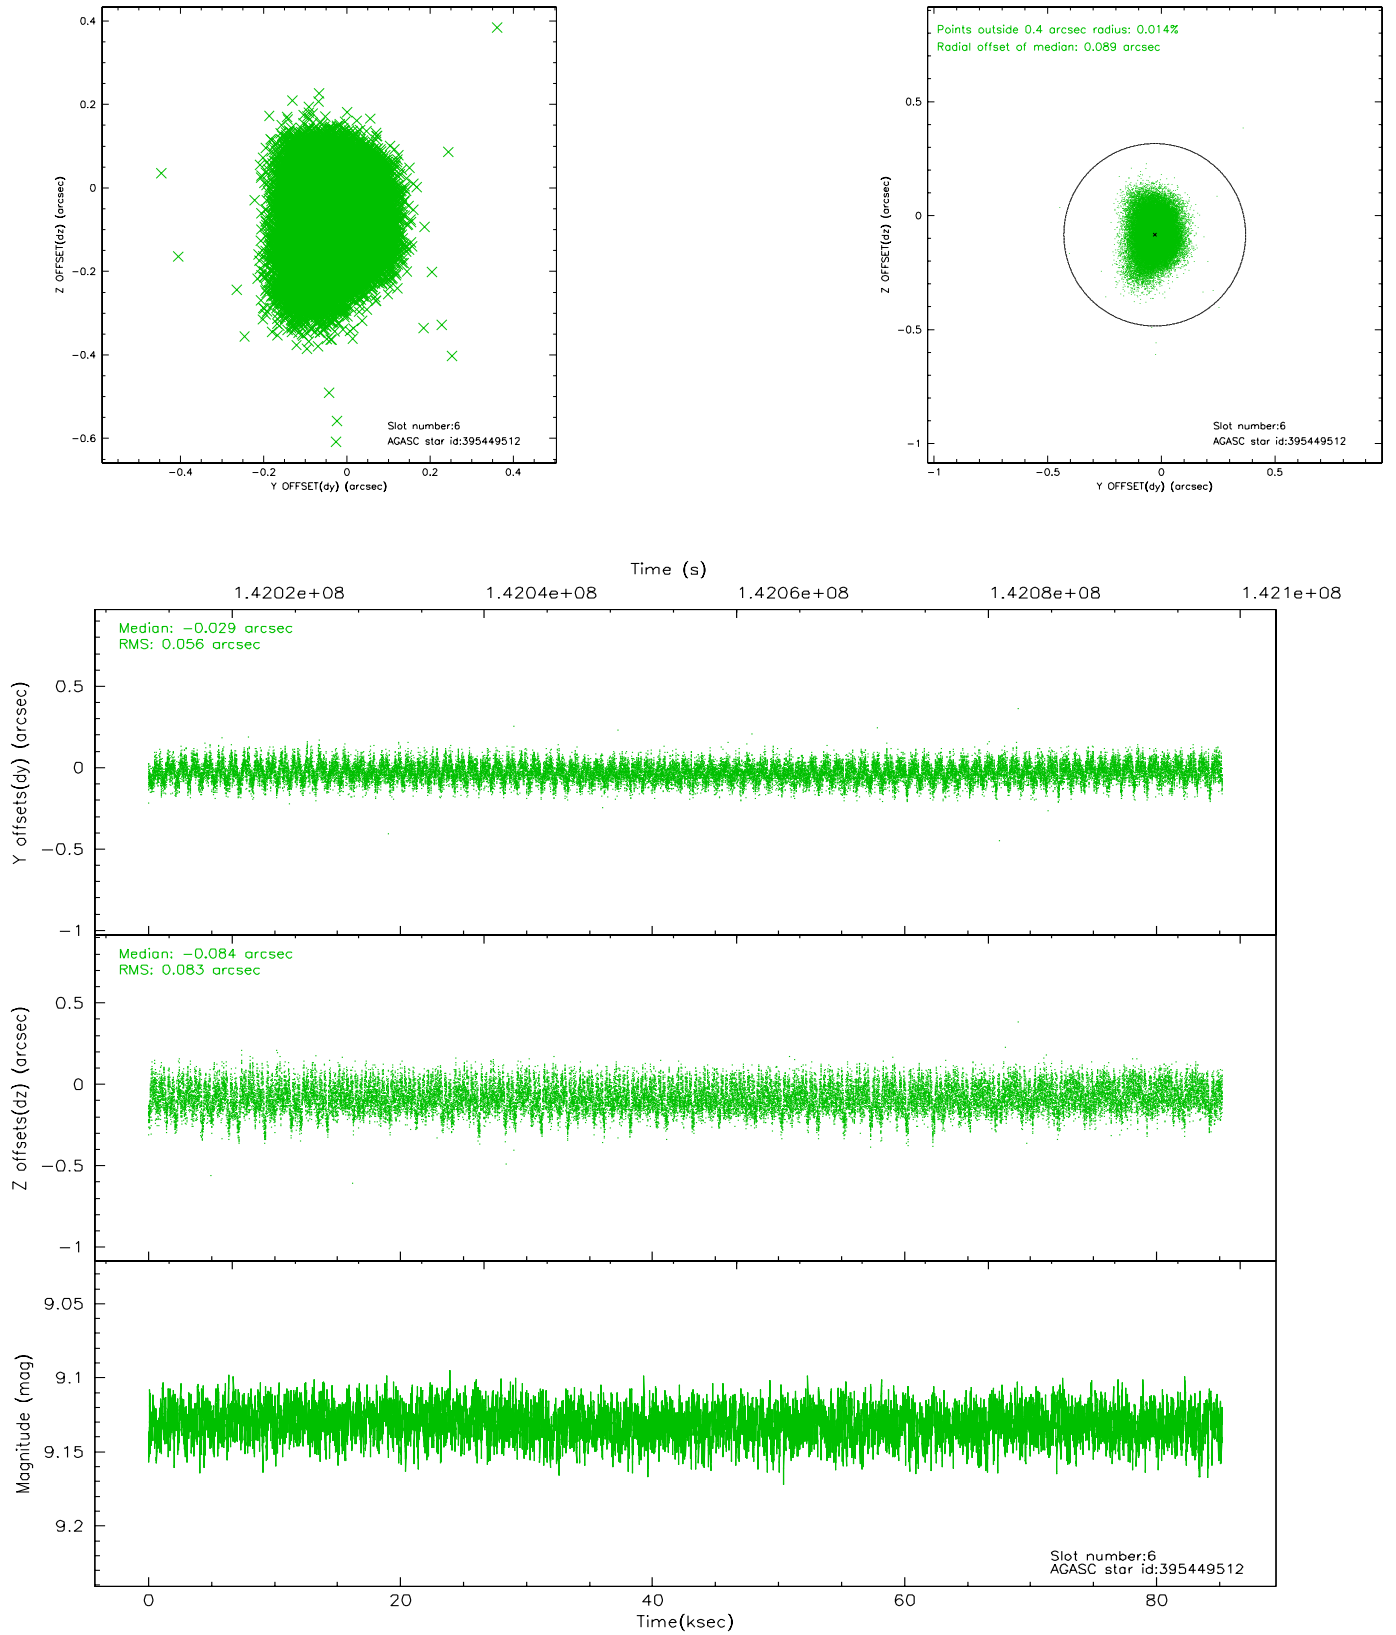 0.4
0.2
0
−0.2
−0.4
−0.6
Z OFFSET(dz) (arcsec)
Slot number:6
AGASC star id:395449512
−0.4
−0.2
0
0.2
0.4
Y OFFSET(dy) (arcsec)
Points outside 0.4 arcsec radius: 0.014%
Radial offset of median: 0.089 arcsec
0.5
0
−0.5
−1
Z OFFSET(dz) (arcsec)
Slot number:6
AGASC star id:395449512
−1
−0.5
0
0.5
Y OFFSET(dy) (arcsec)
Time (s)
1.4202e+08
1.4204e+08
1.4206e+08
1.4208e+08
1.421e+08
Median: −0.029 arcsec
RMS: 0.056 arcsec
0.5
0
−0.5
−1
Y offsets(dy) (arcsec)
Median: −0.084 arcsec
RMS: 0.083 arcsec
0.5
0
−0.5
−1
Z offsets(dz) (arcsec)
9.05
9.1
9.15
9.2
Magnitude (mag)
Slot number:6
AGASC star id:395449512
0
20
40
60
80
Time(ksec)